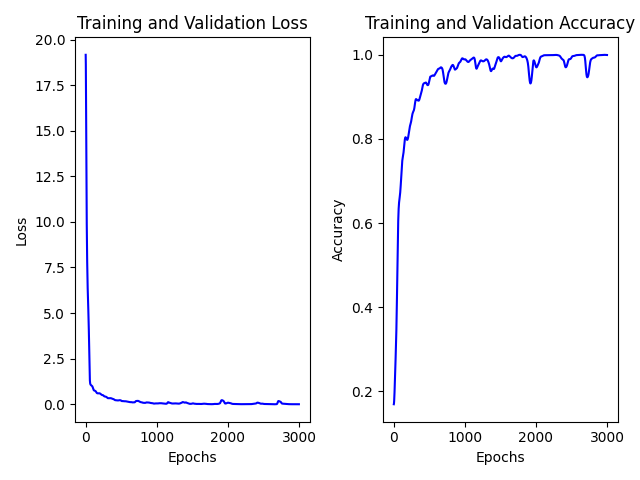 Training and Validation Loss
20.0
17.5
15.0
12.5
10.0
7.5
5.0
2.5
0.0
Loss
0 1000 2000 3000
Epochs
Training and Validation Accuracy
1.0
0.8
0.6
0.4
0.2
Accuracy
0 1000 2000 3000
Epochs